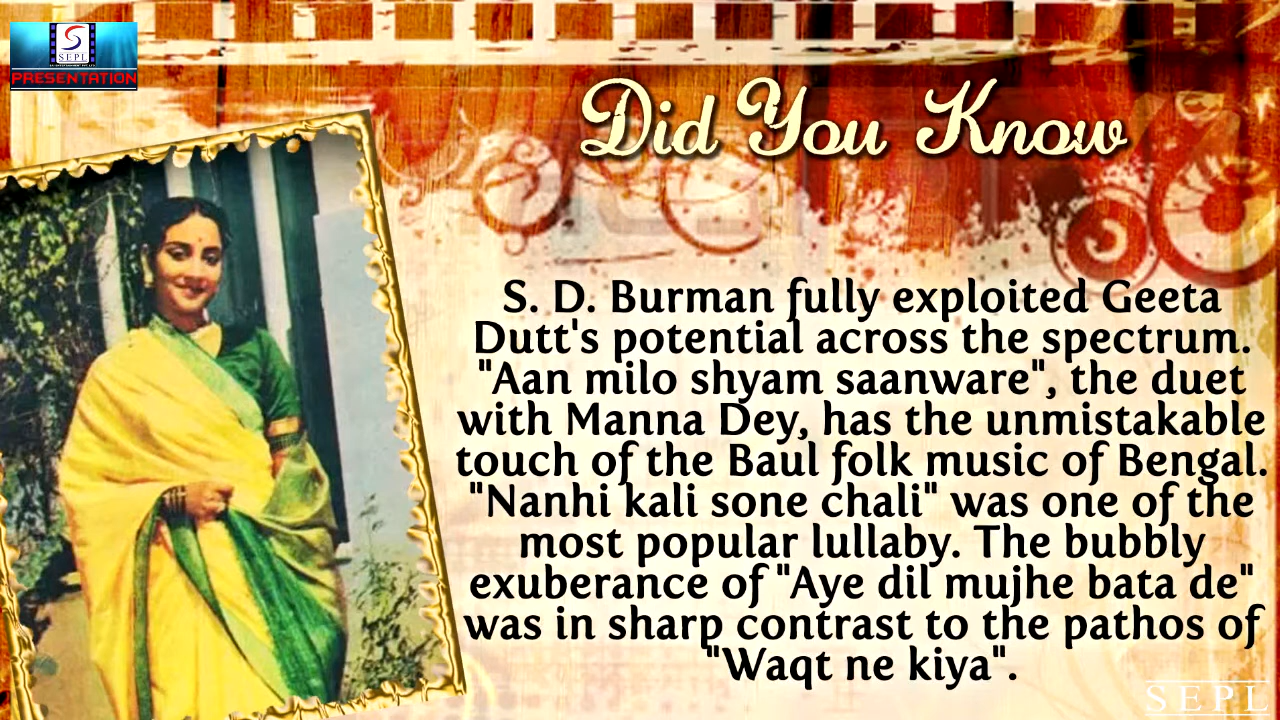 SEPL
PRESENTATION
Did You Know
S. D. Burman fully exploited Geeta
Dutt's potential across the spectrum.
"Aan milo shyam saanware", the duet
with Manna Dey, has the unmistakable
touch of the Baul folk music of Bengal.
"Nanhi kali sone chali" was one of the
most popular lullaby. The bubbly
exuberance of "Aye dil mujhe bata de"
was in sharp contrast to the pathos of
"Waqt ne kiya".
SEPL